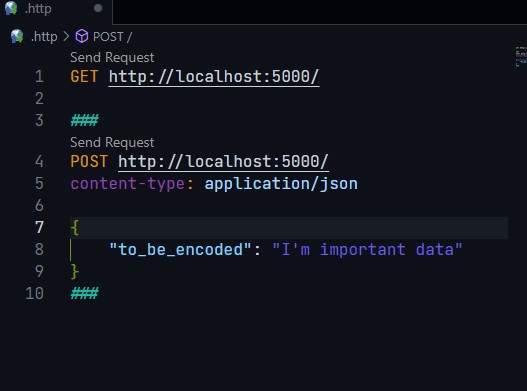 .http
.http > POST /
Send Request
1 GET http://localhost:5000/
2
3 ###
Send Request
4 POST http://localhost:5000/
5 content-type: application/json
6
7 {
8 "to_be_encoded": "I'm important data"
9 }
10 ###